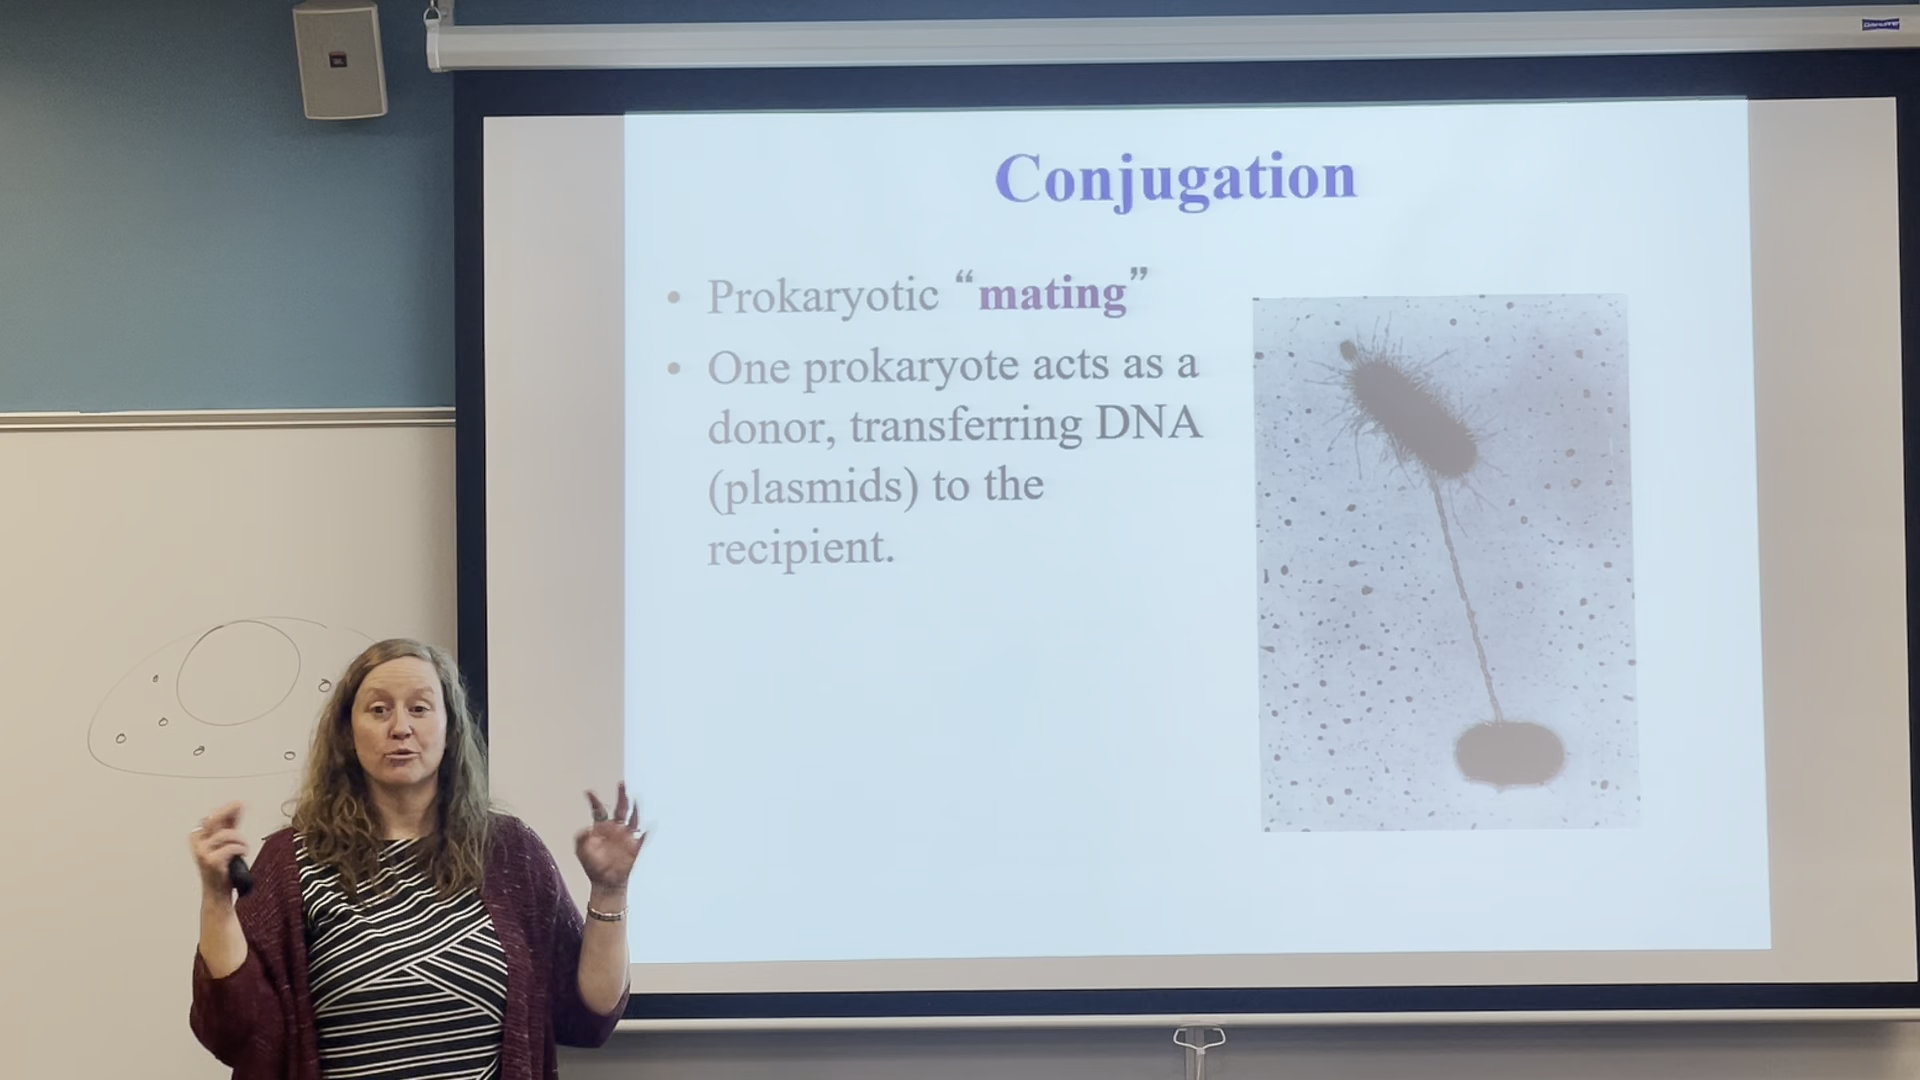 Conjugation
• Prokaryotic “mating”
• One prokaryote acts as a
donor, transferring DNA
(plasmids) to the
recipient.